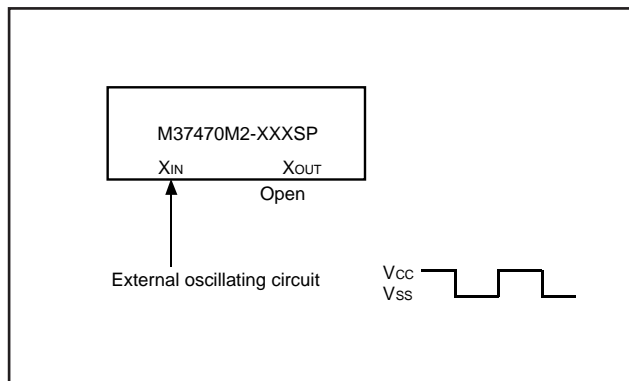 M37470M2-XXXSP
XIN XOUT
Open
External oscillating circuit
VCC
VSS